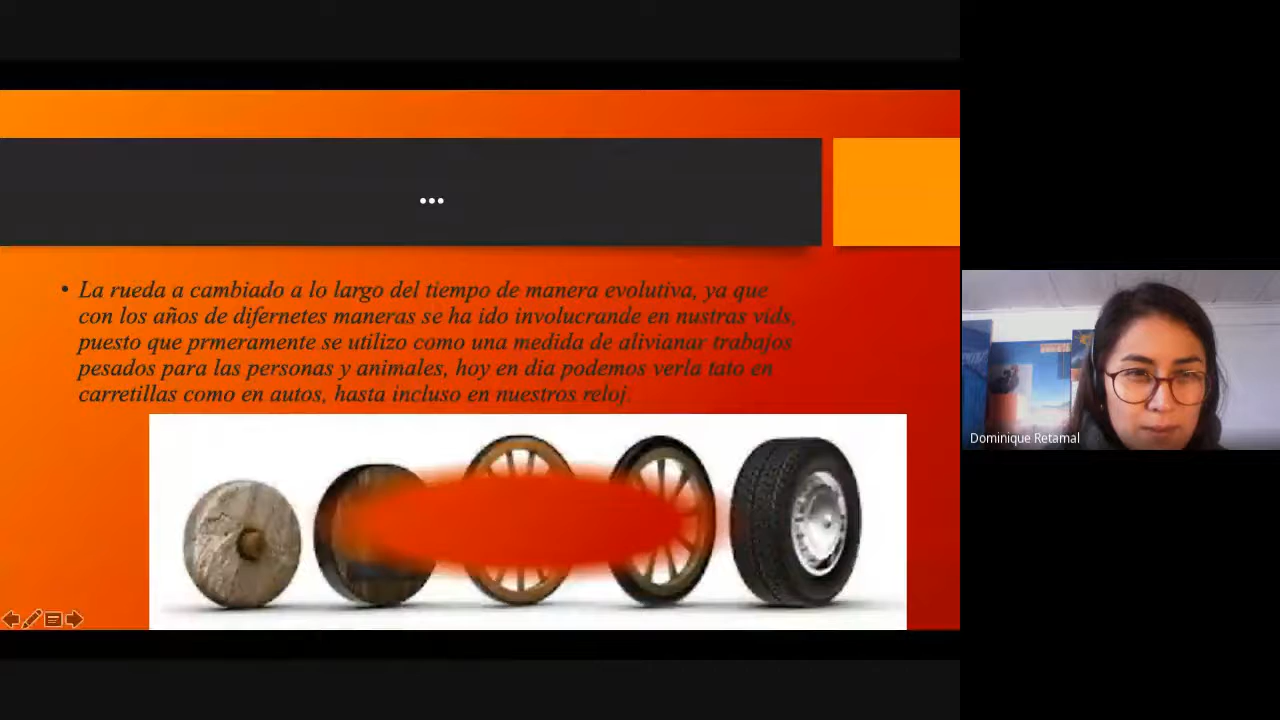 ...
• La rueda a cambiado a lo largo del tiempo de manera evolutiva, ya que
con los años de difernetes maneras se ha ido involucrande en nustras vids,
puesto que prmeramente se utilizo como una medida de alivianar trabajos
pesados para las personas y animales, hoy en dia podemos verla tato en
carretillas como en autos, hasta incluso en nuestros reloj.
Dominique Retamal